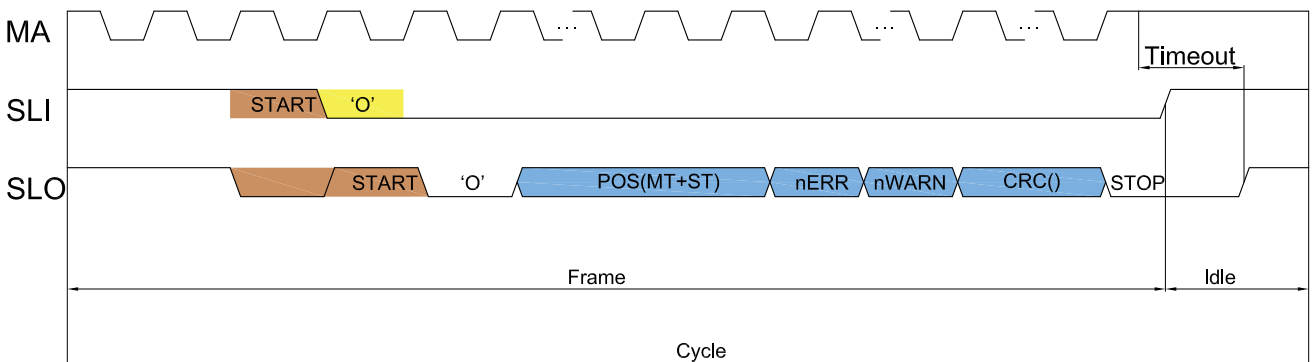 MA ... ... ...
Timeout
SLI START ‘O’
SLO START ‘O’ POS(MT+ST) nERR nWARN CRC() STOP
Frame Idle
Cycle